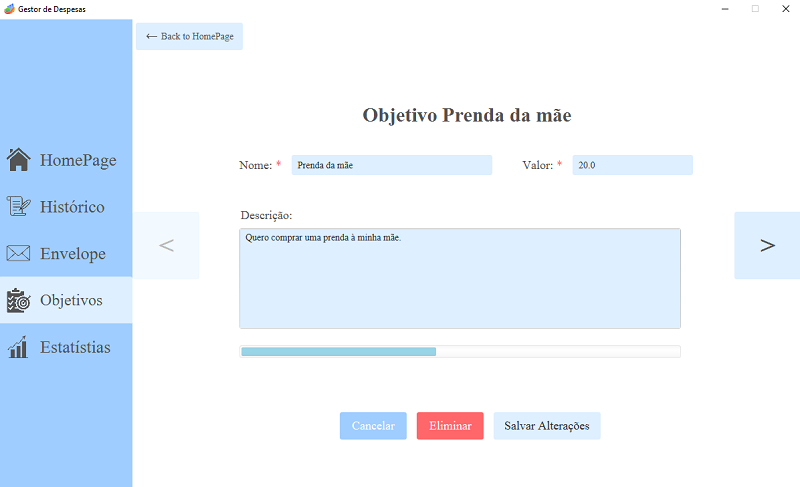 Gestor de Despesas
← Back to HomePage
HomePage
Histórico
Envelope
Objetivos
Estatístias
Objetivo Prenda da mãe
Nome: * Prenda da mãe Valor: * 20.0
Descrição:
Quero comprar uma prenda à minha mãe.
< >
Cancelar Eliminar Salvar Alterações